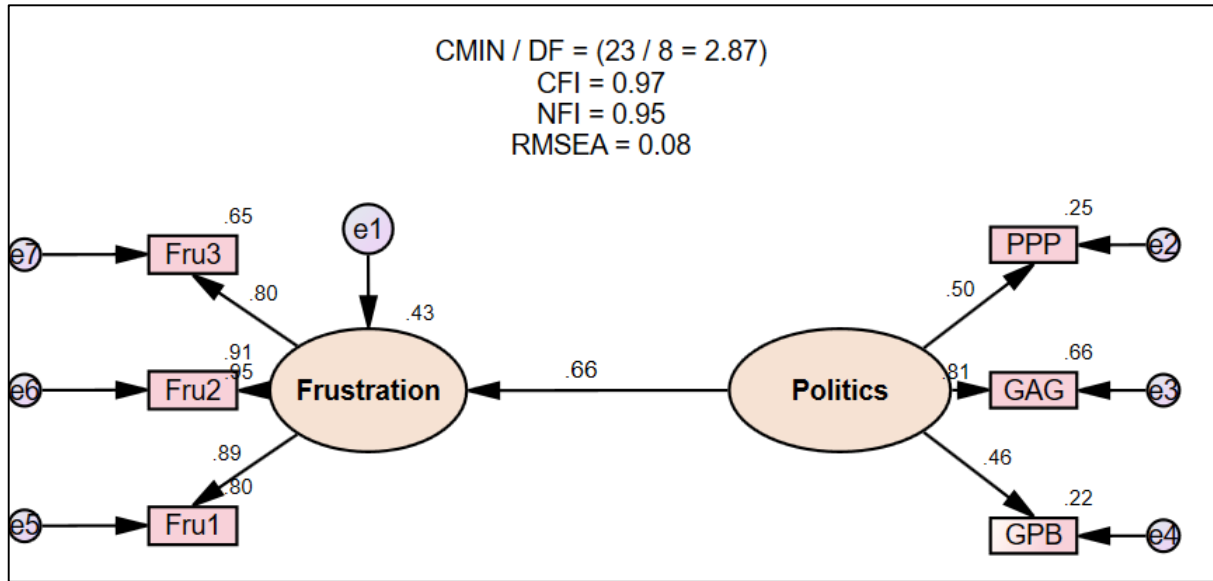 CMIN / DF = (23 / 8 = 2.87)
CFI = 0.97
NFI = 0.95
RMSEA = 0.08
.65
e7
Fru3
e1
.25
PPP
e2
.80
.43
.50
.91
.95
e6
Fru2
Frustration
.66
Politics
.81
.66
GAG
e3
.89
.80
e5
Fru1
.46
.22
GPB
e4